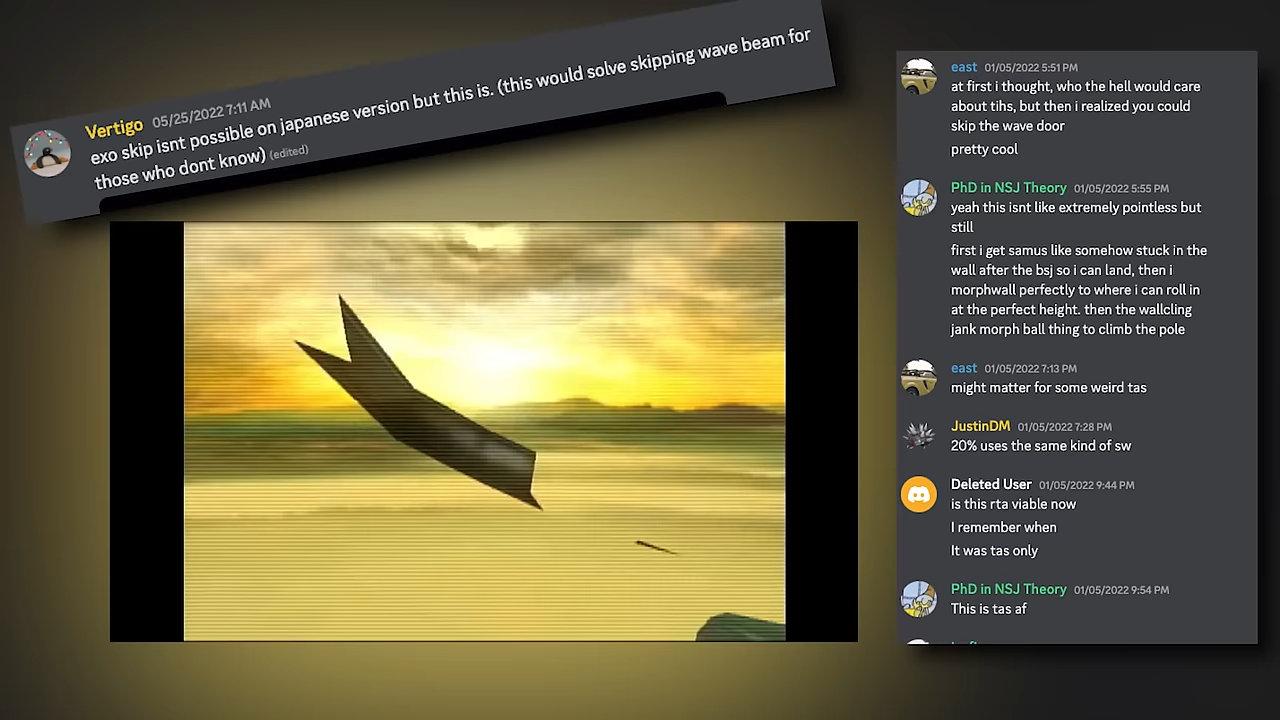 Vertigo 05/25/2022 7:11 AM
exo skip isnt possible on japanese version but this is. (this would solve skipping wave beam for
those who dont know) (edited)
east 01/05/2022 5:51 PM
at first i thought, who the hell would care
about tihs, but then i realized you could
skip the wave door
pretty cool
PhD in NSJ Theory 01/05/2022 5:55 PM
yeah this isnt like extremely pointless but
still
first i get samus like somehow stuck in the
wall after the bsj so i can land, then i
morphwall perfectly to where i can roll in
at the perfect height. then the wallcling
jank morph ball thing to climb the pole
east 01/05/2022 7:13 PM
might matter for some weird tas
JustinDM 01/05/2022 7:28 PM
20% uses the same kind of sw
Deleted User 01/05/2022 9:44 PM
is this rta viable now
I remember when
It was tas only
PhD in NSJ Theory 01/05/2022 9:54 PM
This is tas af